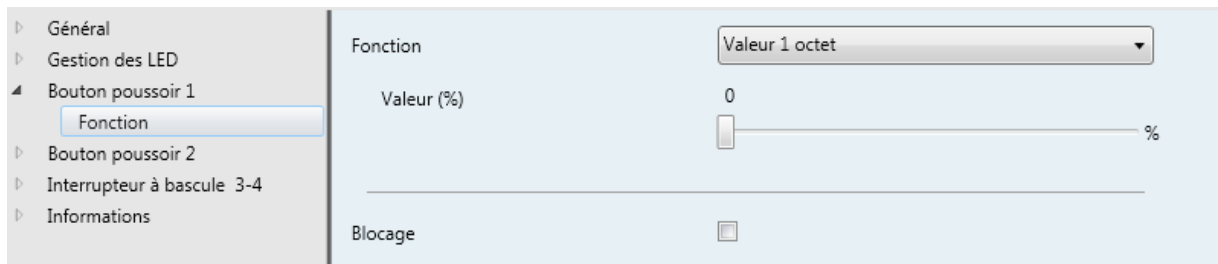 Général
Gestion des LED
Bouton poussoir 1
Fonction
Bouton poussoir 2
Interrupteur à bascule 3-4
Informations
Fonction
Valeur 1 octet
Valeur (%)
0
%
Blocage